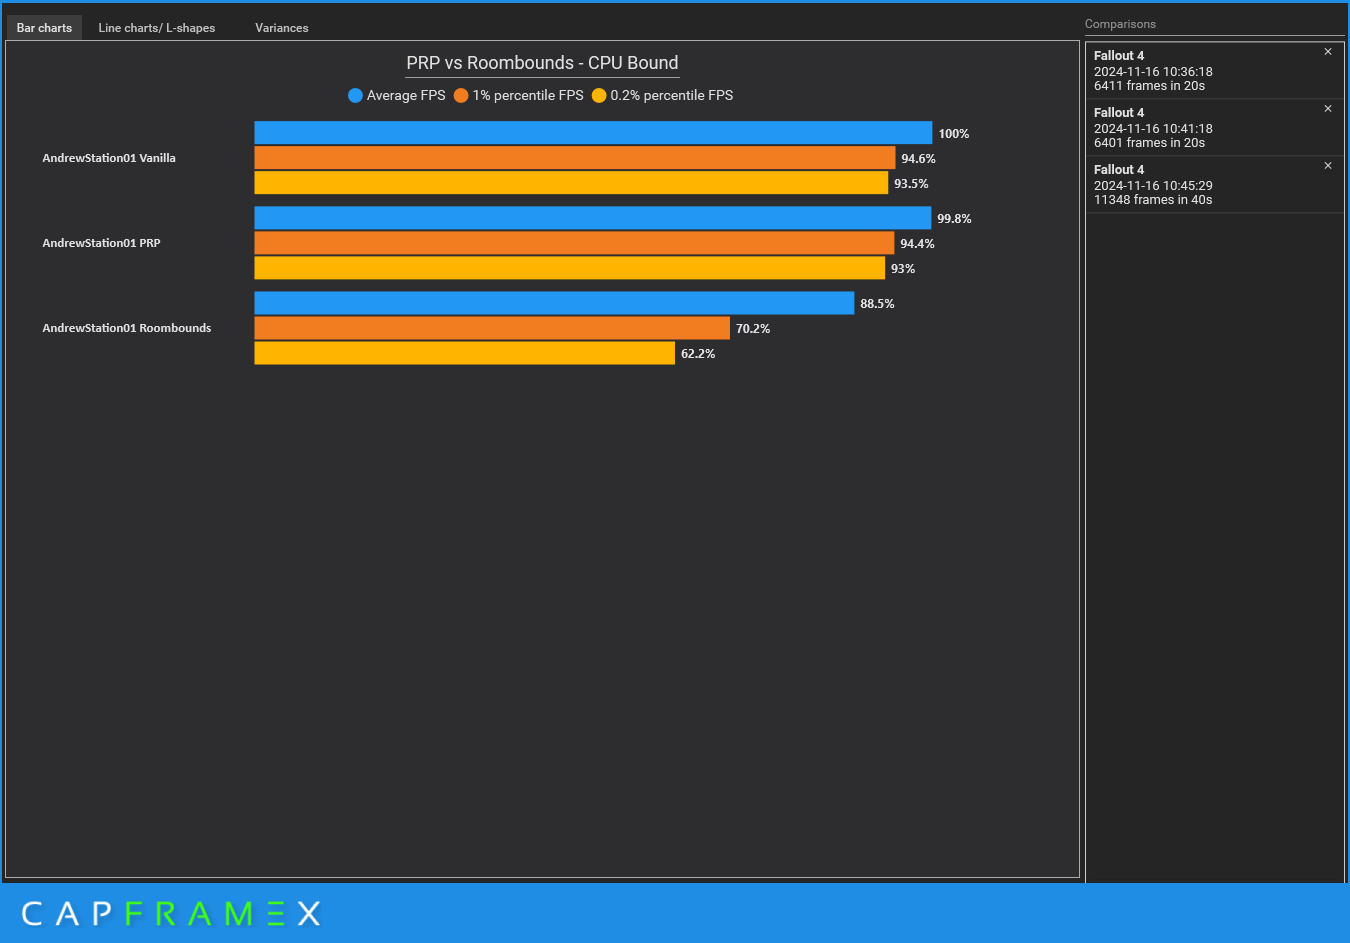 Bar charts Line charts/ L-shapes Variances
PRP vs Roombounds - CPU Bound
Average FPS 1% percentile FPS 0.2% percentile FPS
100%
AndrewStation01 Vanilla 94.6%
93.5%
99.8%
AndrewStation01 PRP 94.4%
93%
88.5%
AndrewStation01 Roombounds 70.2%
62.2%
Comparisons
Fallout 4
2024-11-16 10:36:18
6411 frames in 20s
Fallout 4
2024-11-16 10:41:18
6401 frames in 20s
Fallout 4
2024-11-16 10:45:29
11348 frames in 40s
CAPFRAMEX